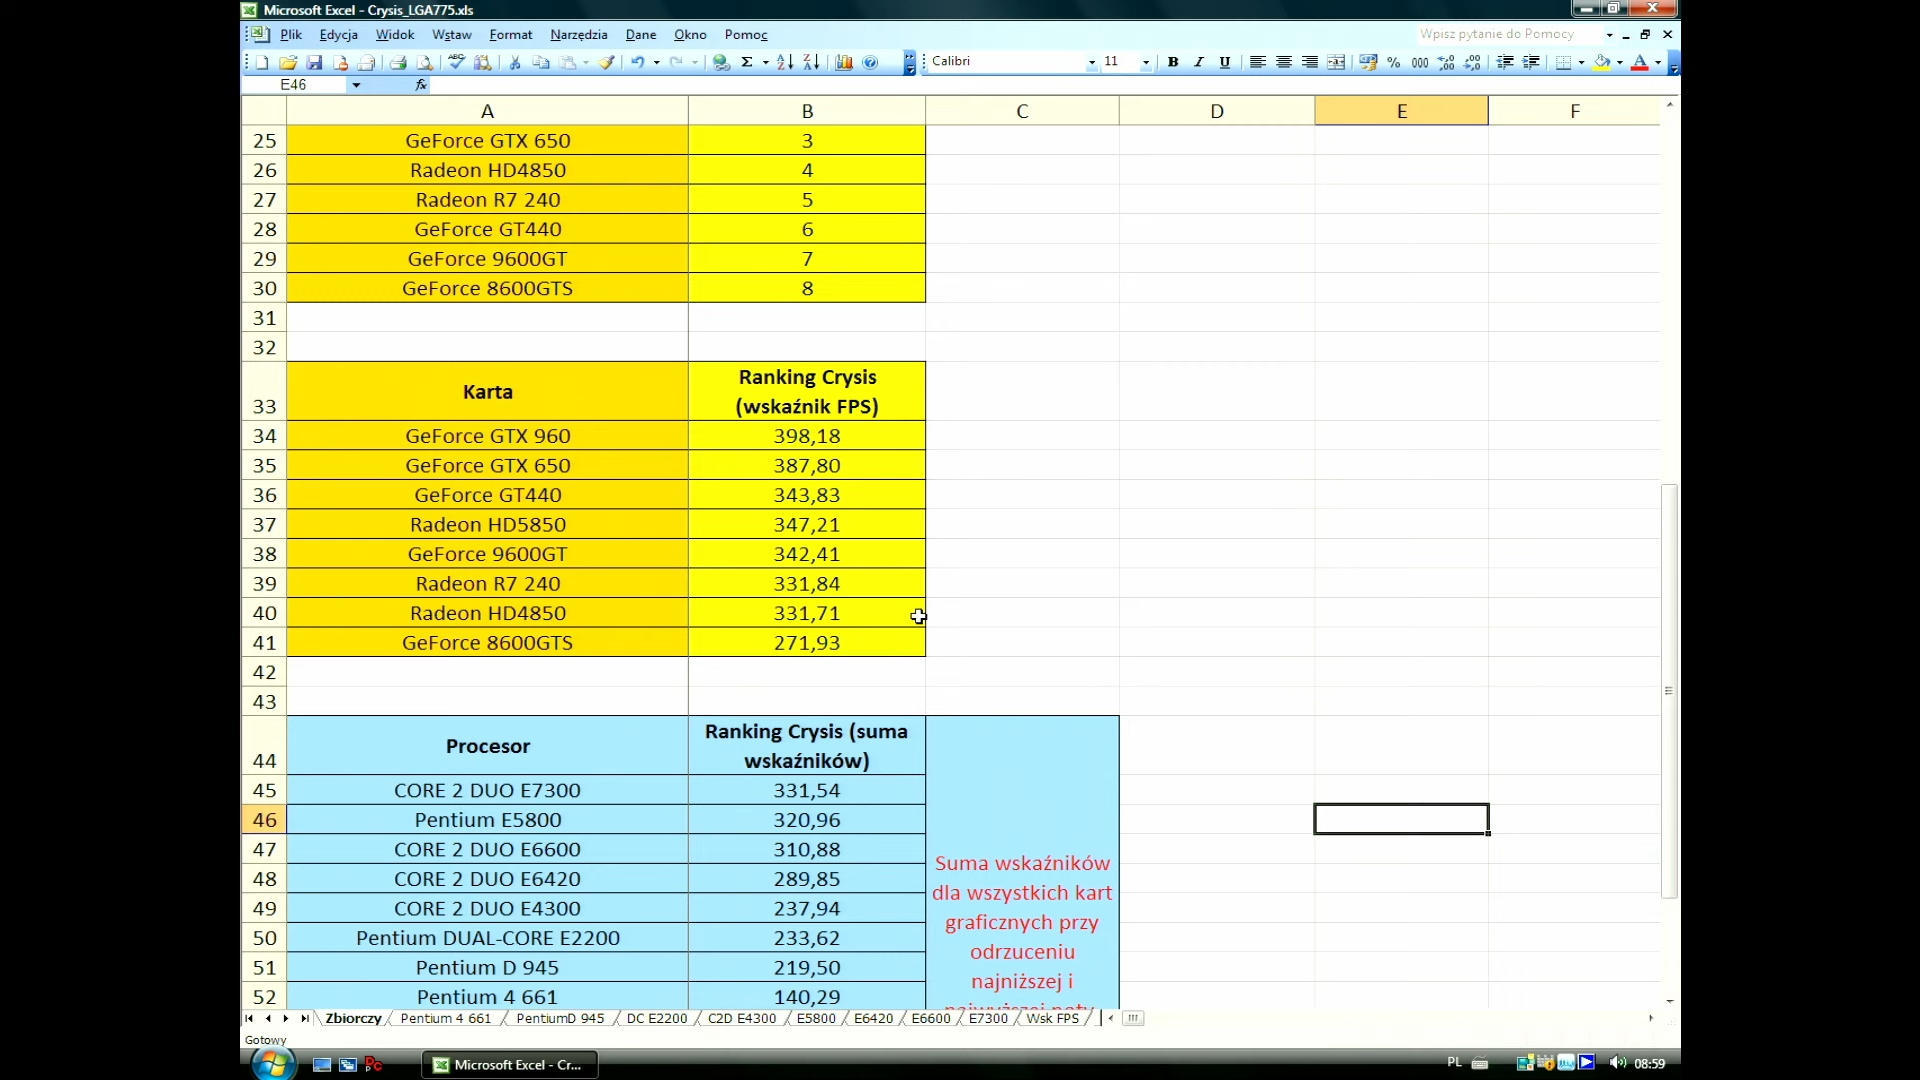 Microsoft Excel - Crysis_LGA775.xls
Plik Edycja Widok Wstaw Format Narzędzia Dane Okno Pomoc
Wpisz pytanie do Pomocy
Calibri 11
E46
A B C D E F
25 GeForce GTX 650 3
26 Radeon HD4850 4
27 Radeon R7 240 5
28 GeForce GT440 6
29 GeForce 9600GT 7
30 GeForce 8600GTS 8
31
32
33 Karta Ranking Crysis
(wskaźnik FPS)
34 GeForce GTX 960 398,18
35 GeForce GTX 650 387,80
36 GeForce GT440 343,83
37 Radeon HD5850 347,21
38 GeForce 9600GT 342,41
39 Radeon R7 240 331,84
40 Radeon HD4850 331,71
41 GeForce 8600GTS 271,93
42
43
44 Procesor Ranking Crysis (suma
wskaźników)
45 CORE 2 DUO E7300 331,54
46 Pentium E5800 320,96
47 CORE 2 DUO E6600 310,88
48 CORE 2 DUO E6420 289,85
49 CORE 2 DUO E4300 237,94
50 Pentium DUAL-CORE E2200 233,62
51 Pentium D 945 219,50
52 Pentium 4 661 140,29
Suma wskaźników
dla wszystkich kart
graficznych przy
odrzuceniu
najniższej i
najwyższej noty
Zbiorczy Pentium 4 661 PentiumD 945 DC E2200 C2D E4300 E5800 E6420 E6600 E7300 Wsk FPS
Gotowy
Microsoft Excel - Cr...
PL
08:59